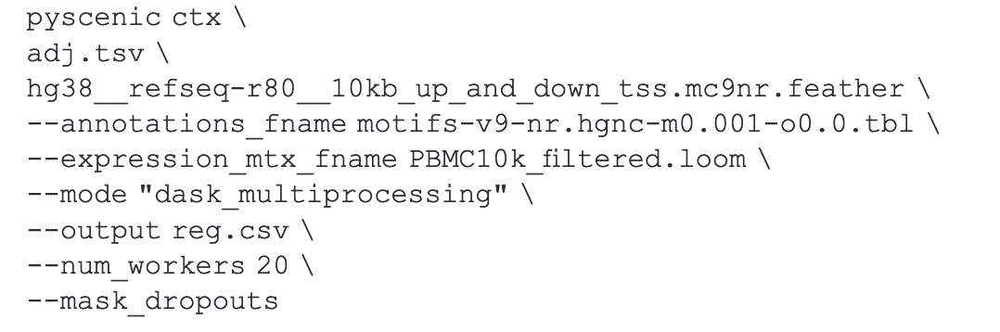 pyscenic ctx \
adj.tsv \
hg38__refseq-r80__10kb_up_and_down_tss.mc9nr.feather \
--annotations_fname motifs-v9-nr.hgnc-m0.001-o0.0.tbl \
--expression_mtx_fname PBMC10k_filtered.loom \
--mode "dask_multiprocessing" \
--output reg.csv \
--num_workers 20 \
--mask_dropouts